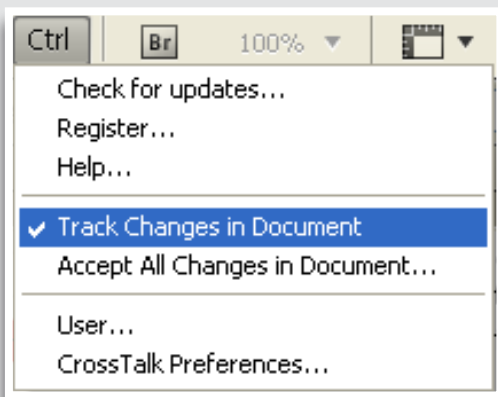 Ctrl Br 100%
Check for updates...
Register...
Help...
Track Changes in Document
Accept All Changes in Document...
User...
CrossTalk Preferences...